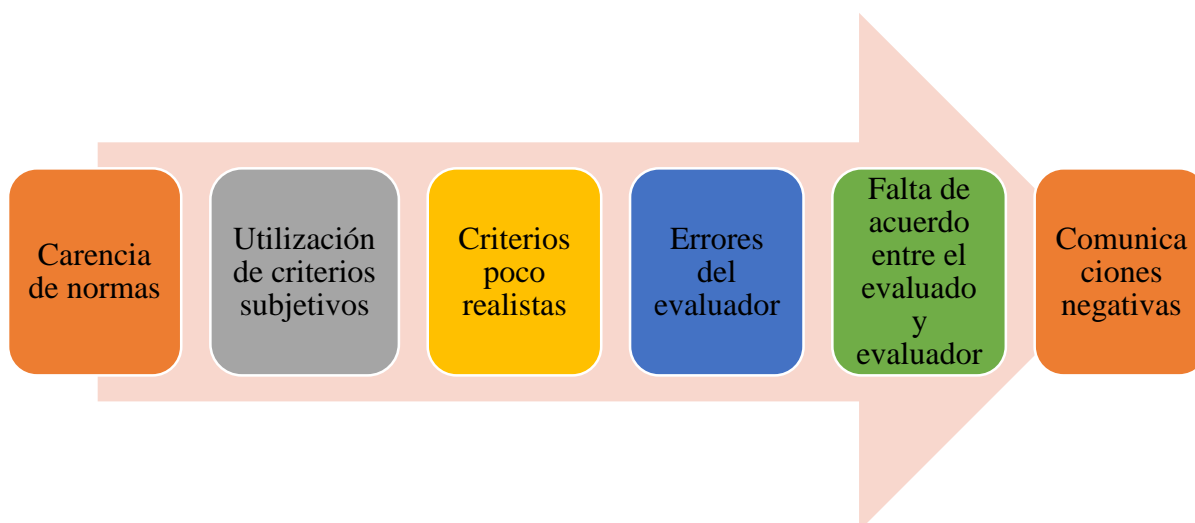 Carencia
de normas
Utilización
de criterios
subjetivos
Criterios
poco
realistas
Errores
del
evaluador
Falta de
acuerdo
entre el
evaluado
y
evaluador
Comunica
ciones
negativas